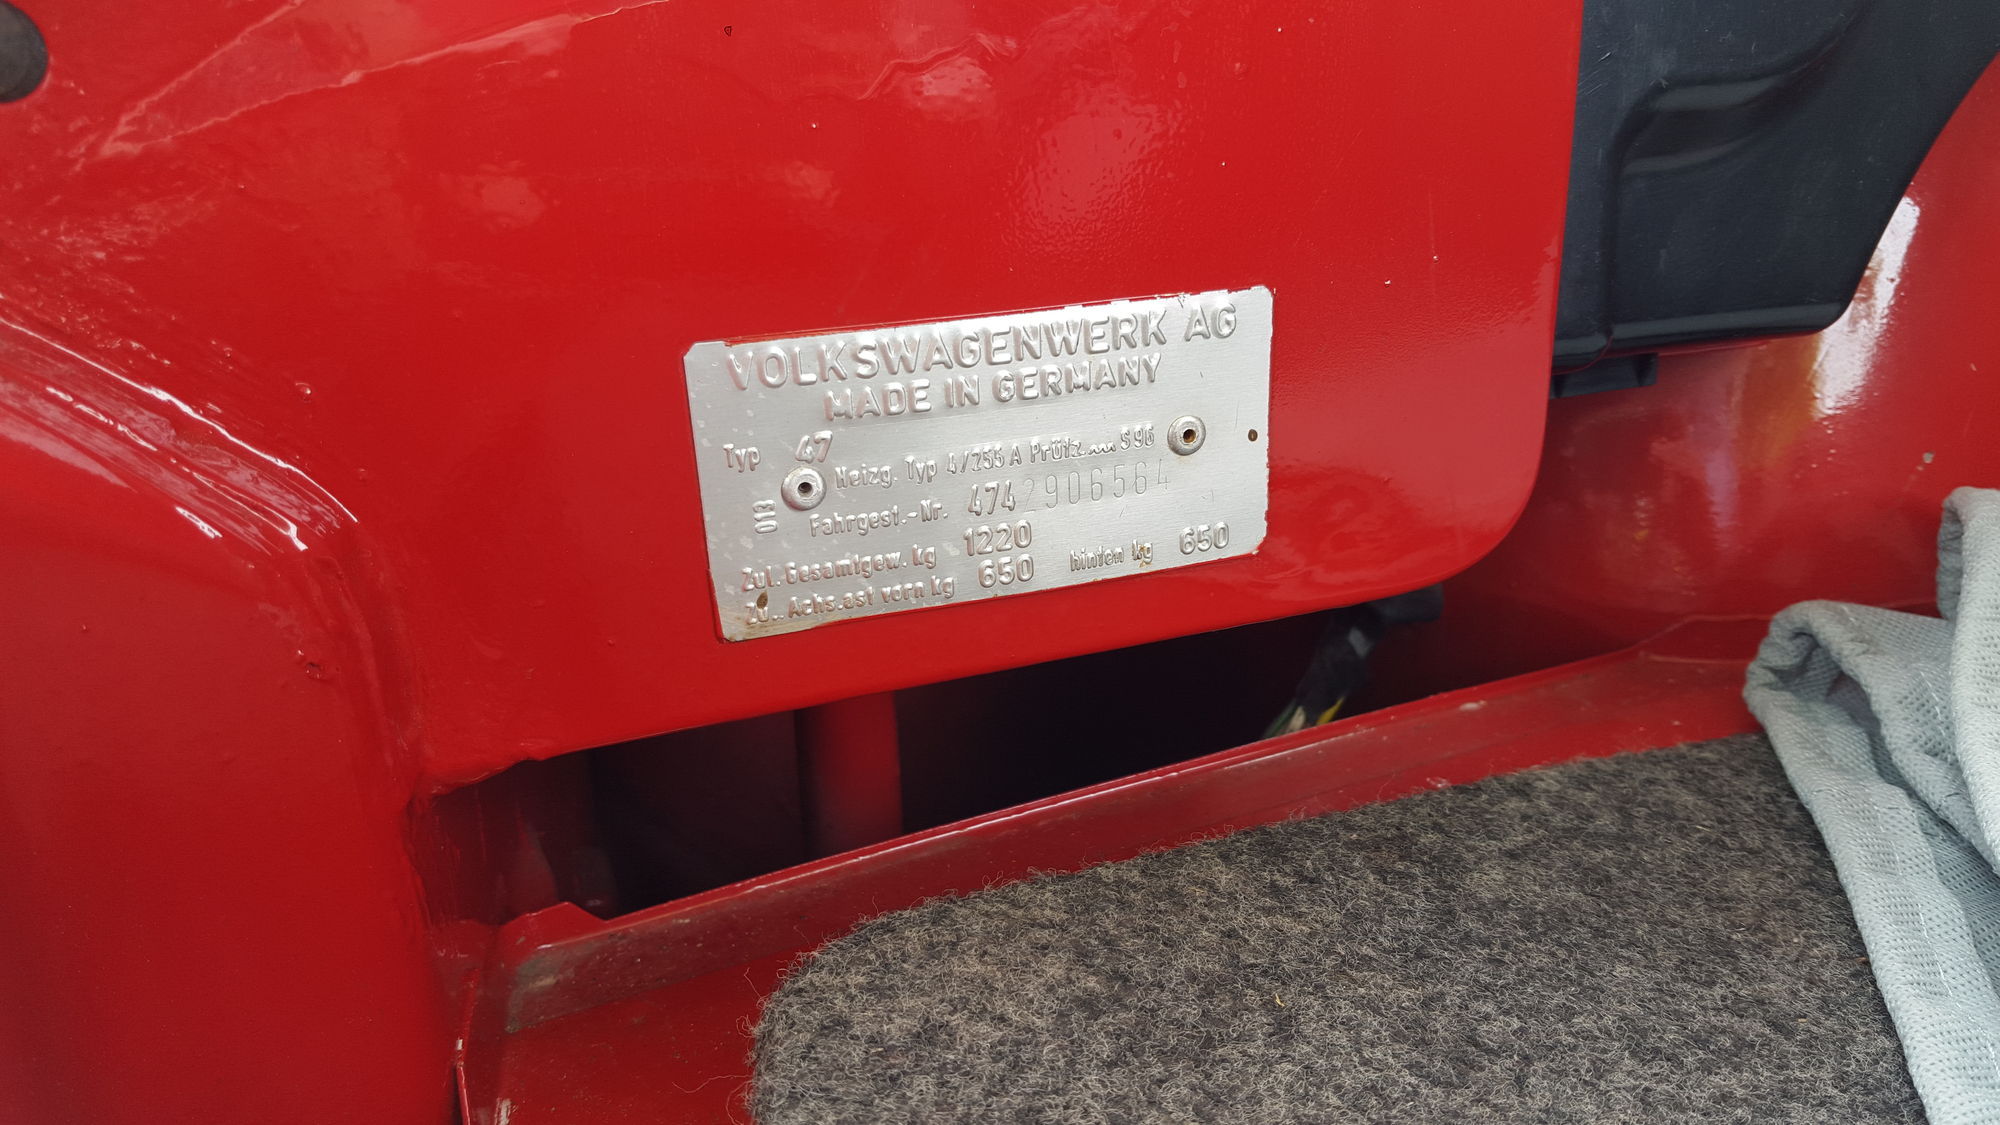 VOLKSWAGENWERK AG
MADE IN GERMANY
Typ 47
Heizg. Typ 4/255 A Prüfz.~~~ S 96
013
Fahrgest.-Nr. 4742906564
Zul. Gesamtgew. kg 1220
Zul. Achslast vorn kg 650 hinten kg 650